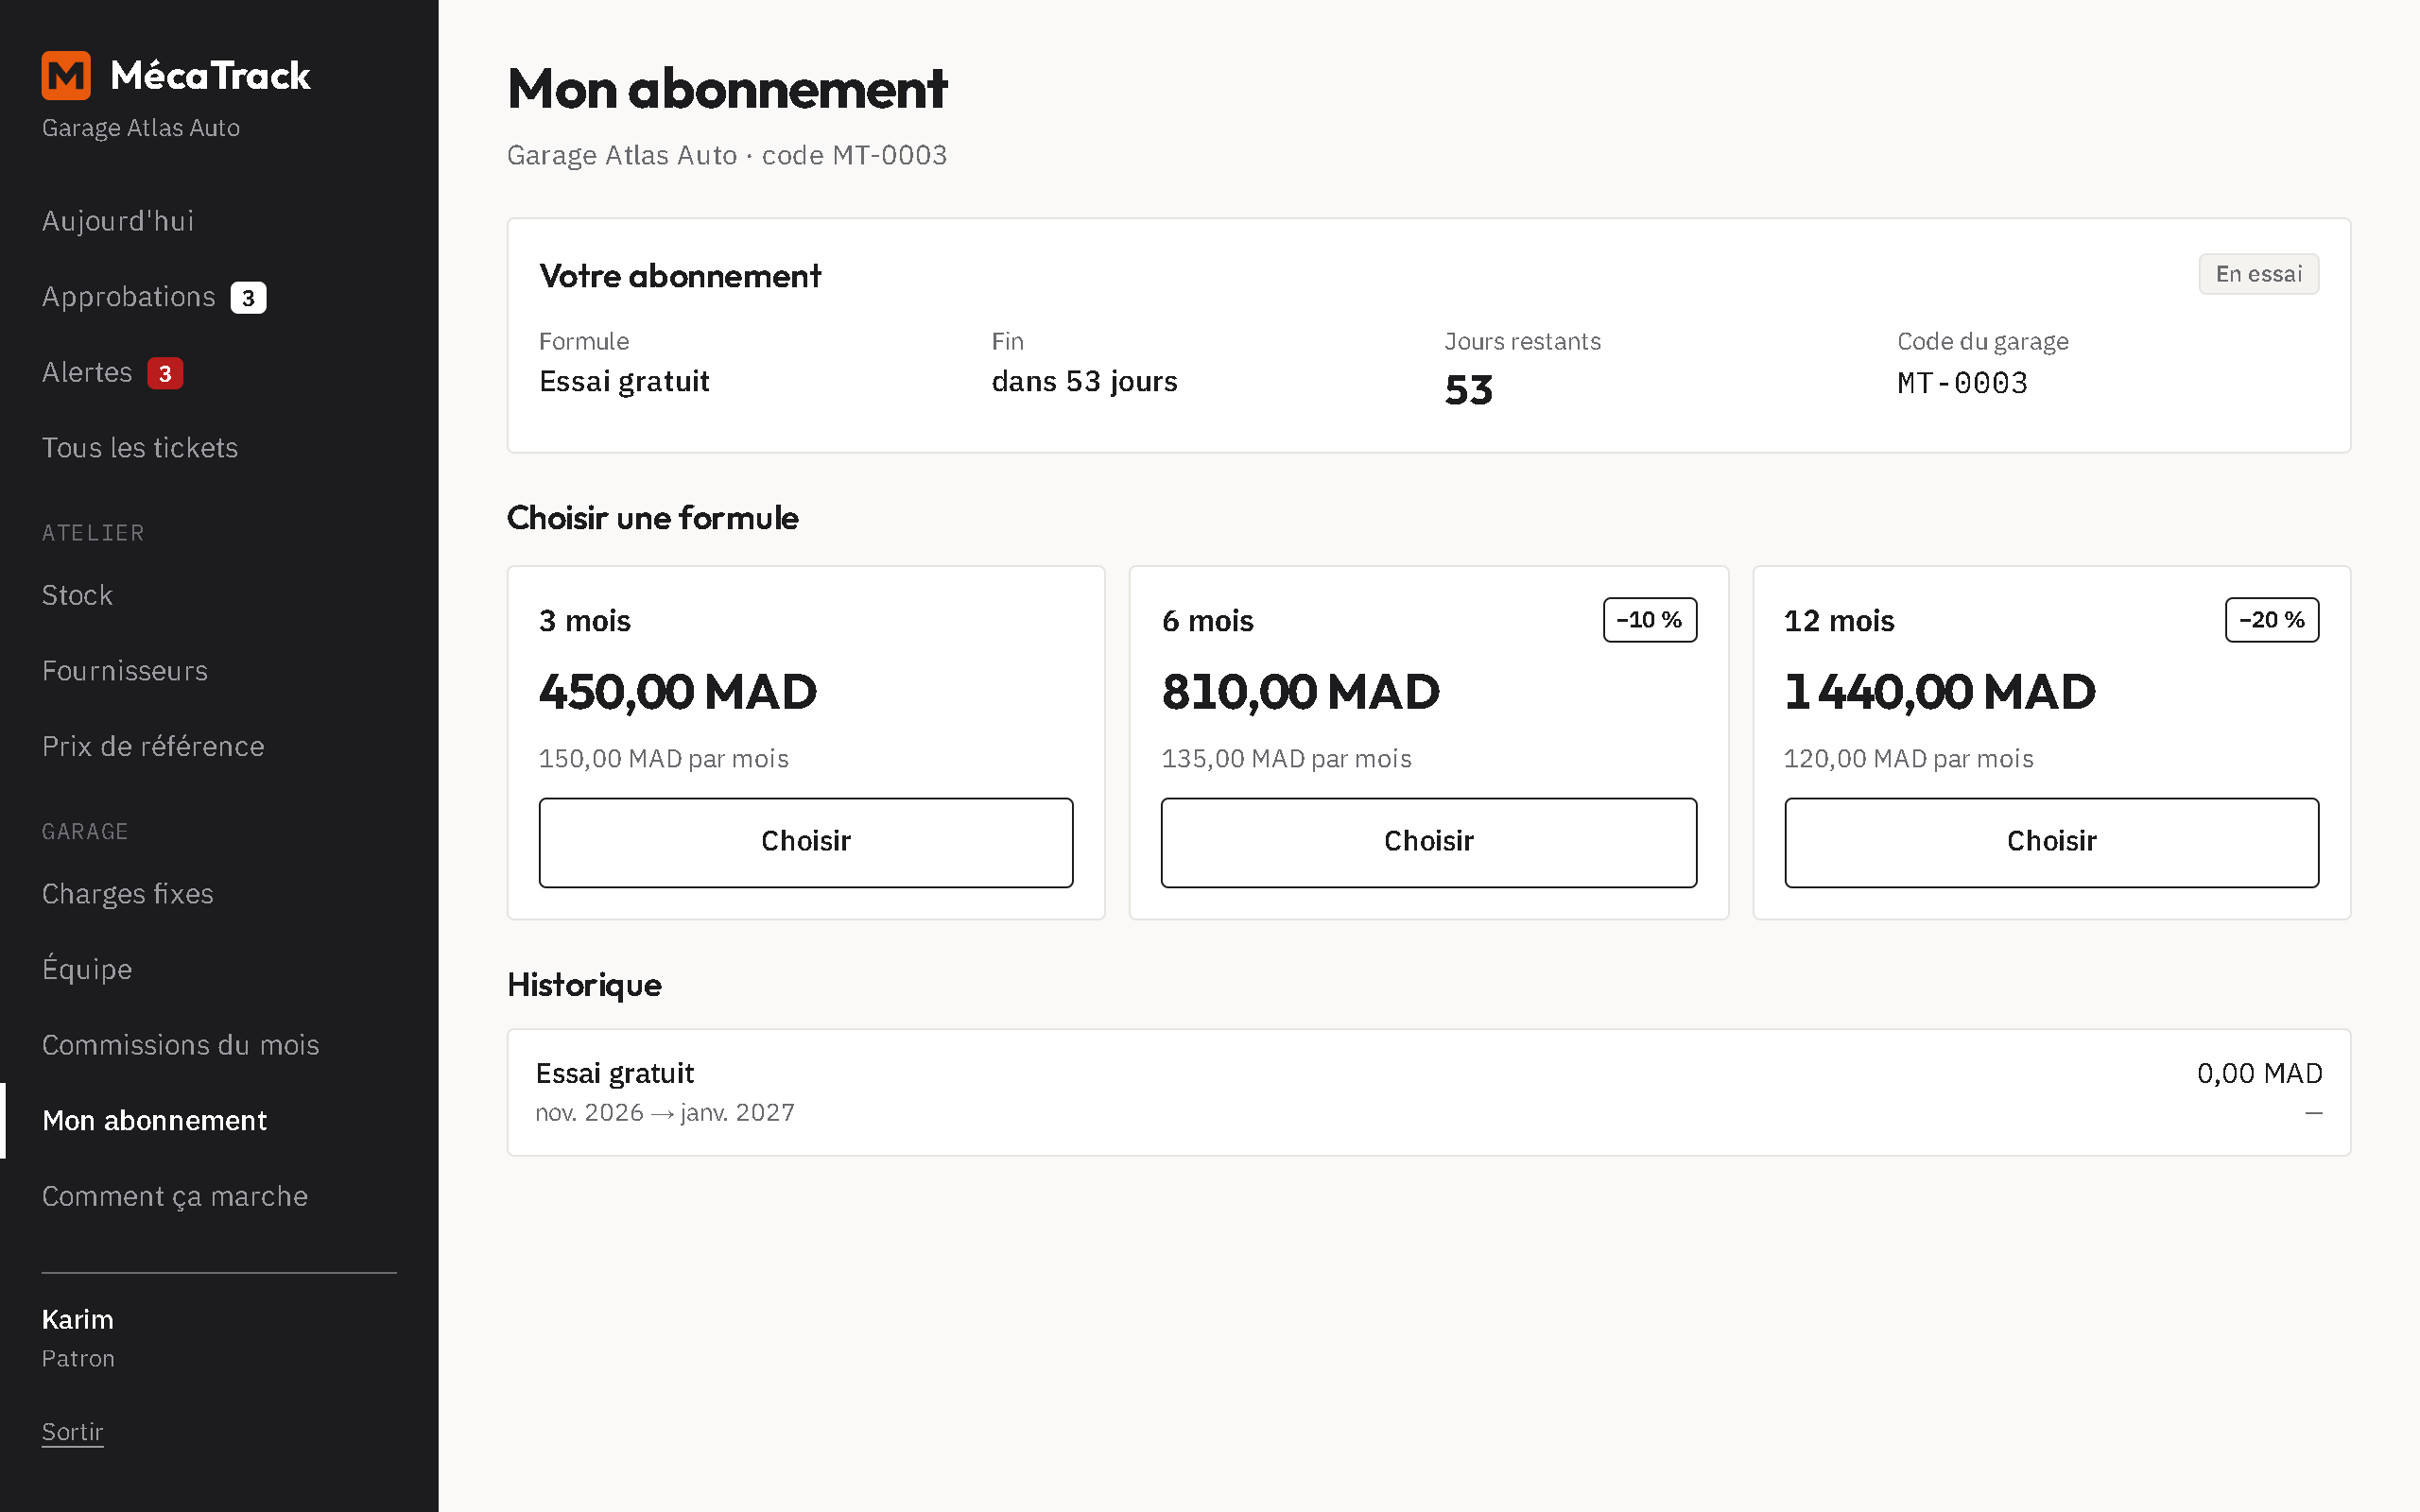 MécaTrack
Garage Atlas Auto
Aujourd'hui
Approbations 3
Alertes 3
Tous les tickets
ATELIER
Stock
Fournisseurs
Prix de référence
GARAGE
Charges fixes
Équipe
Commissions du mois
Mon abonnement
Comment ça marche
Karim
Patron
Sortir
Mon abonnement
Garage Atlas Auto · code MT-0003
Votre abonnement
En essai
Formule
Essai gratuit
Fin
dans 53 jours
Jours restants
53
Code du garage
MT-0003
Choisir une formule
3 mois
450,00 MAD
150,00 MAD par mois
Choisir
6 mois
−10 %
810,00 MAD
135,00 MAD par mois
Choisir
12 mois
−20 %
1 440,00 MAD
120,00 MAD par mois
Choisir
Historique
Essai gratuit
0,00 MAD
nov. 2026 → janv. 2027
—